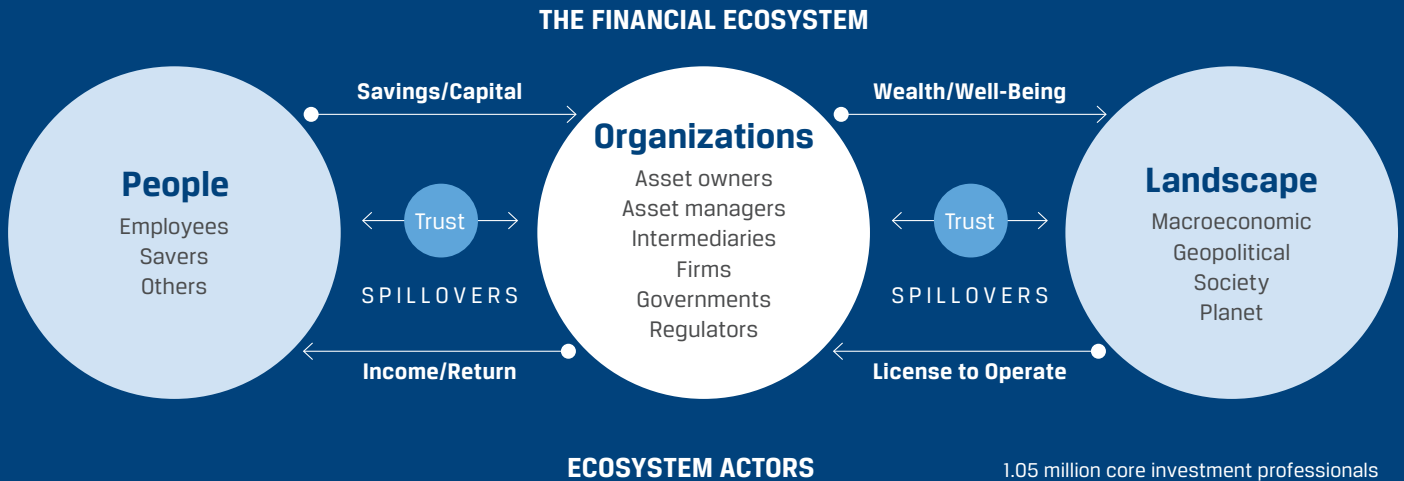 THE FINANCIAL ECOSYSTEM
Savings/Capital
Wealth/Well-Being
People
Employees
Savers
Others
Trust
SPILLOVERS
Organizations
Asset owners
Asset managers
Intermediaries
Firms
Governments
Regulators
Trust
SPILLOVERS
Landscape
Macroeconomic
Geopolitical
Society
Planet
Income/Return
License to Operate
ECOSYSTEM ACTORS
1.05 million core investment professionals